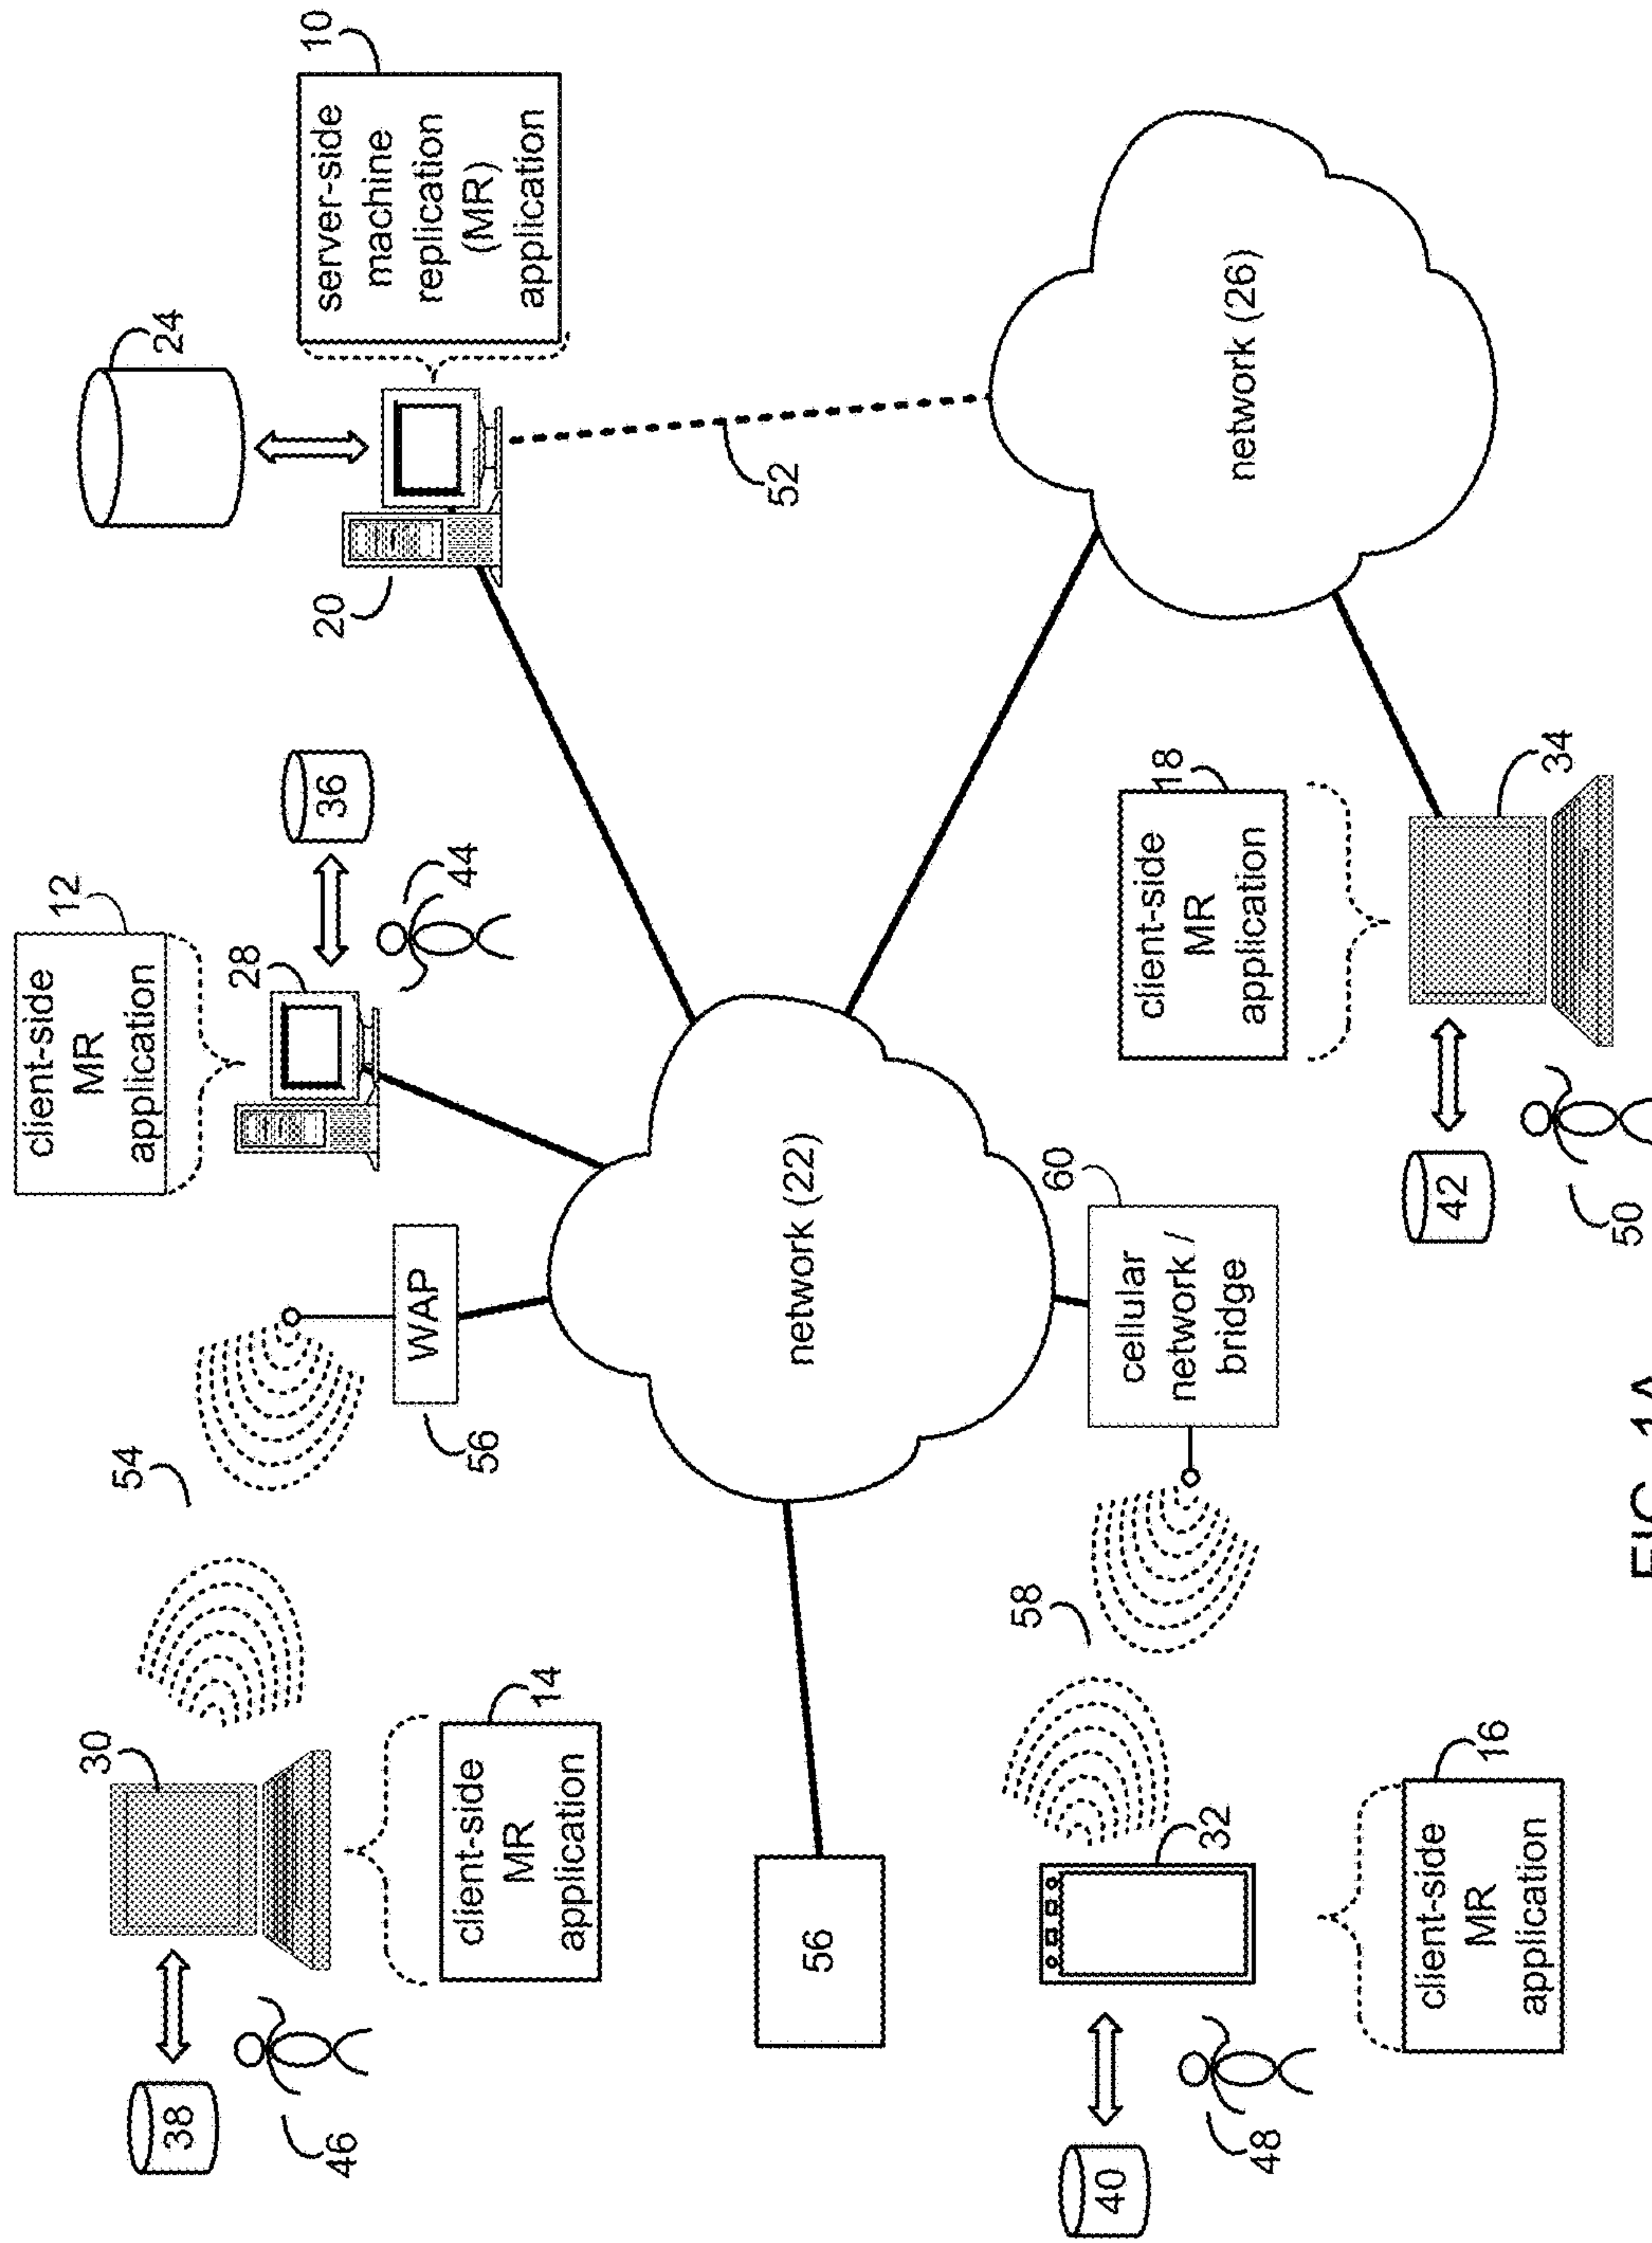 30
38
46
client-side
MR
application
14
54
WAP
56
client-side
MR
application
12
28
36
44
24
20
server-side
machine
replication
(MR)
application
10
56
network (22)
52
40
48
32
client-side
MR
application
16
58
cellular
network /
bridge
60
client-side
MR
application
18
42
50
34
network (26)
FIG. 1A